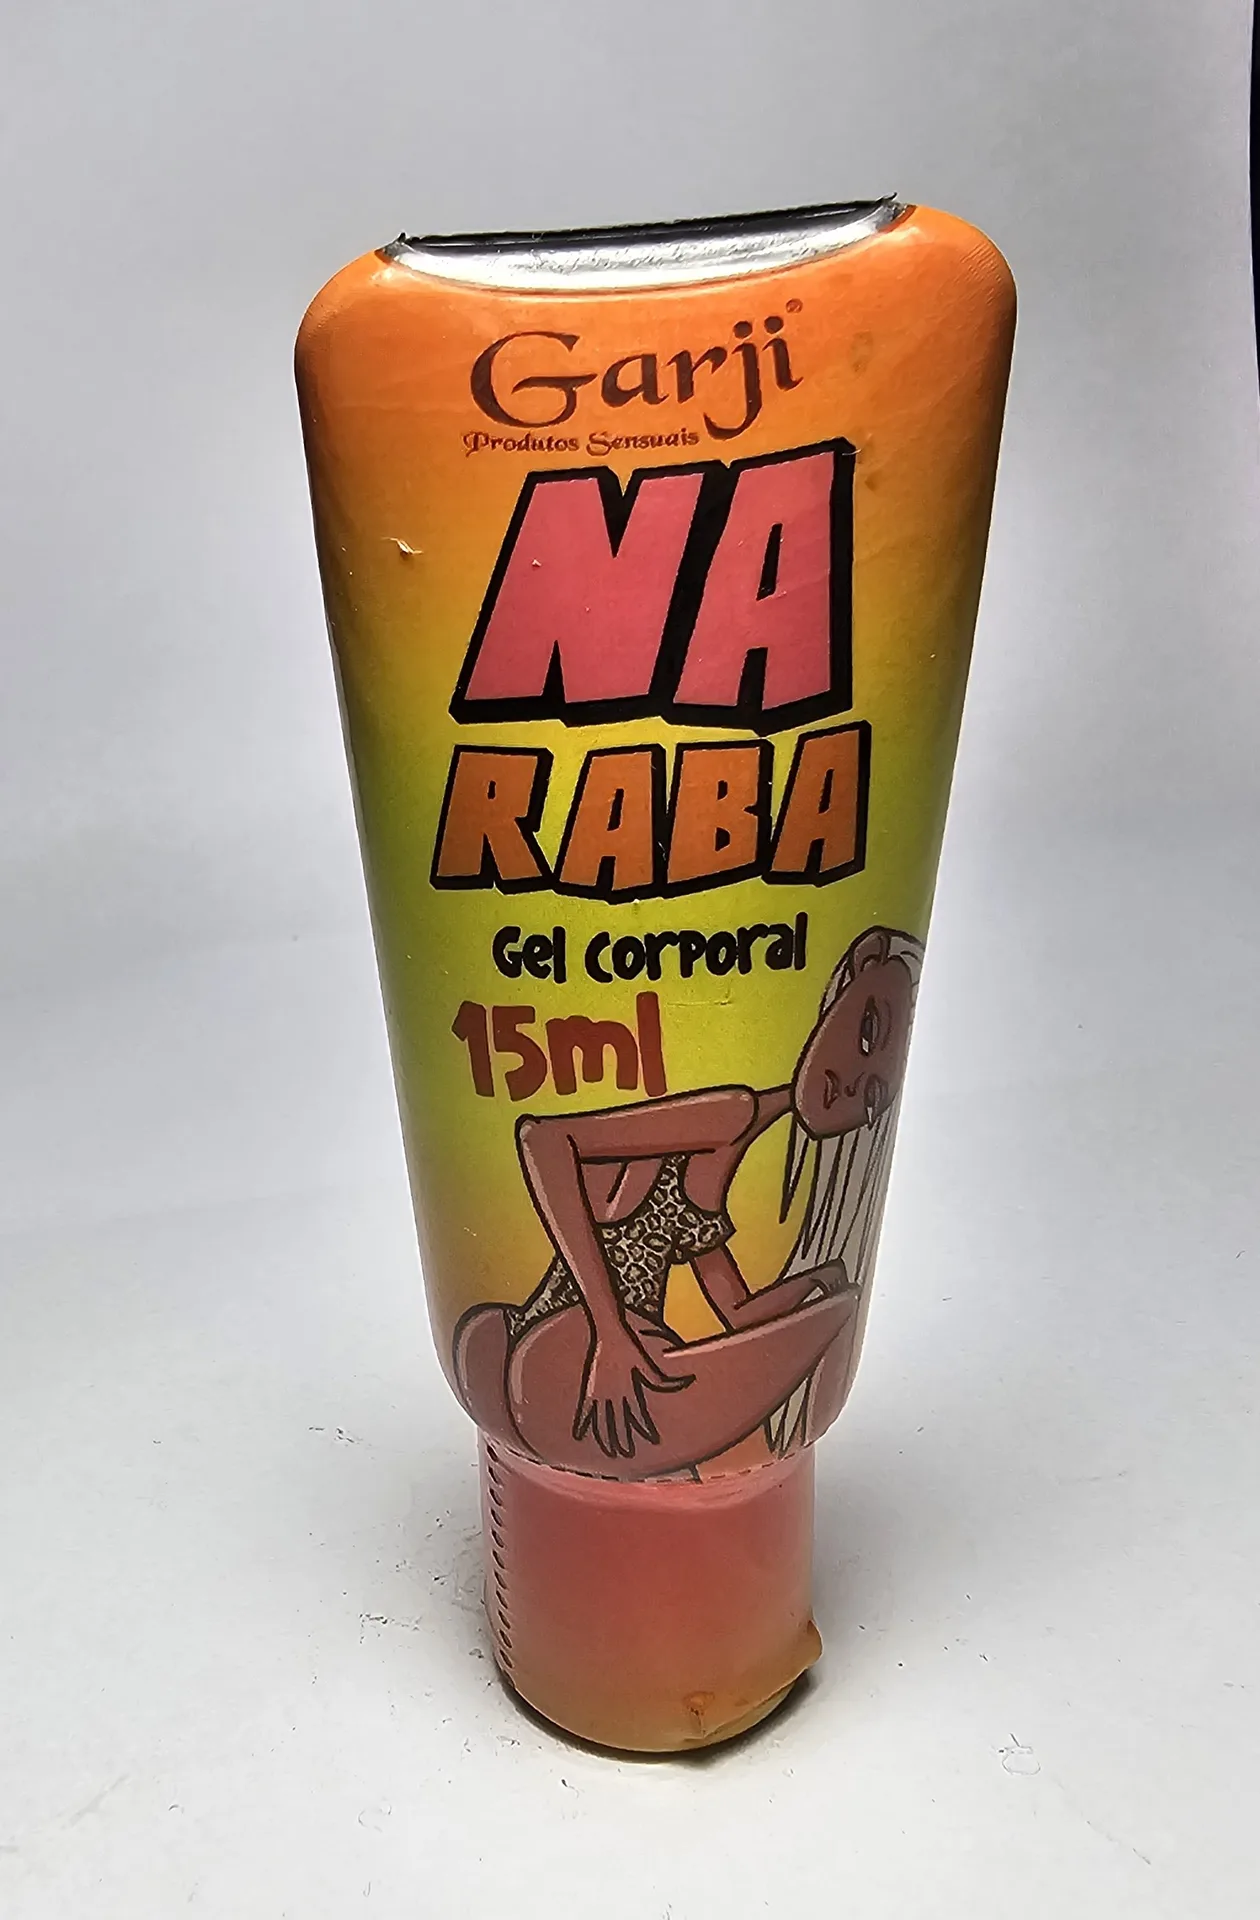 Garji®
Produtos Sensuais
NA
RABA
Gel corporal
15ml